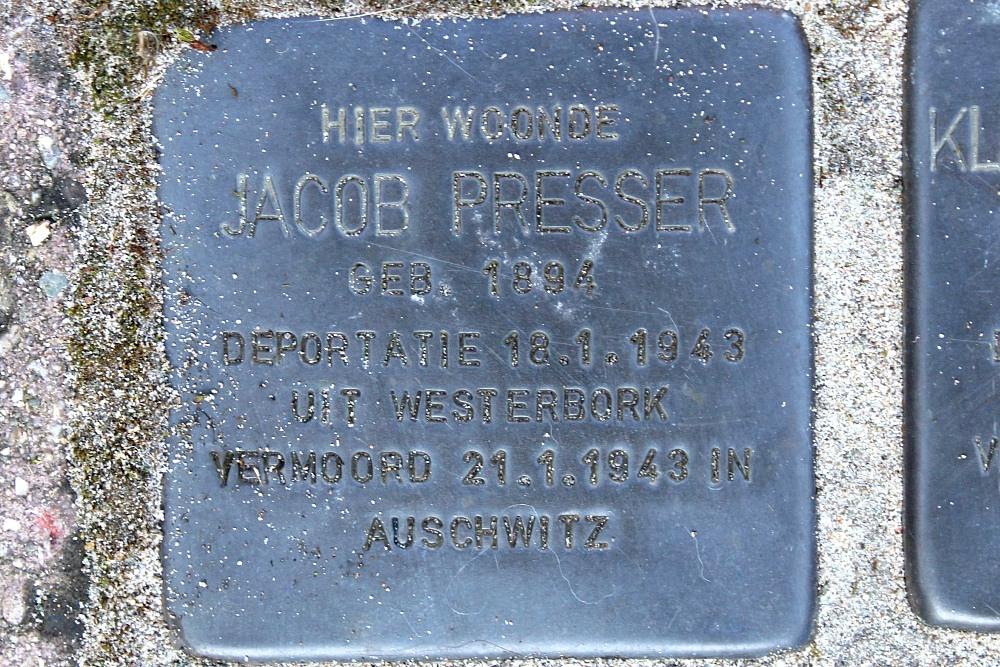 HIER WOONDE
JACOB PRESSER
GEB. 1894
DEPORTATIE 18.1.1943
UIT WESTERBORK
VERMOORD 21.1.1943 IN
AUSCHWITZ